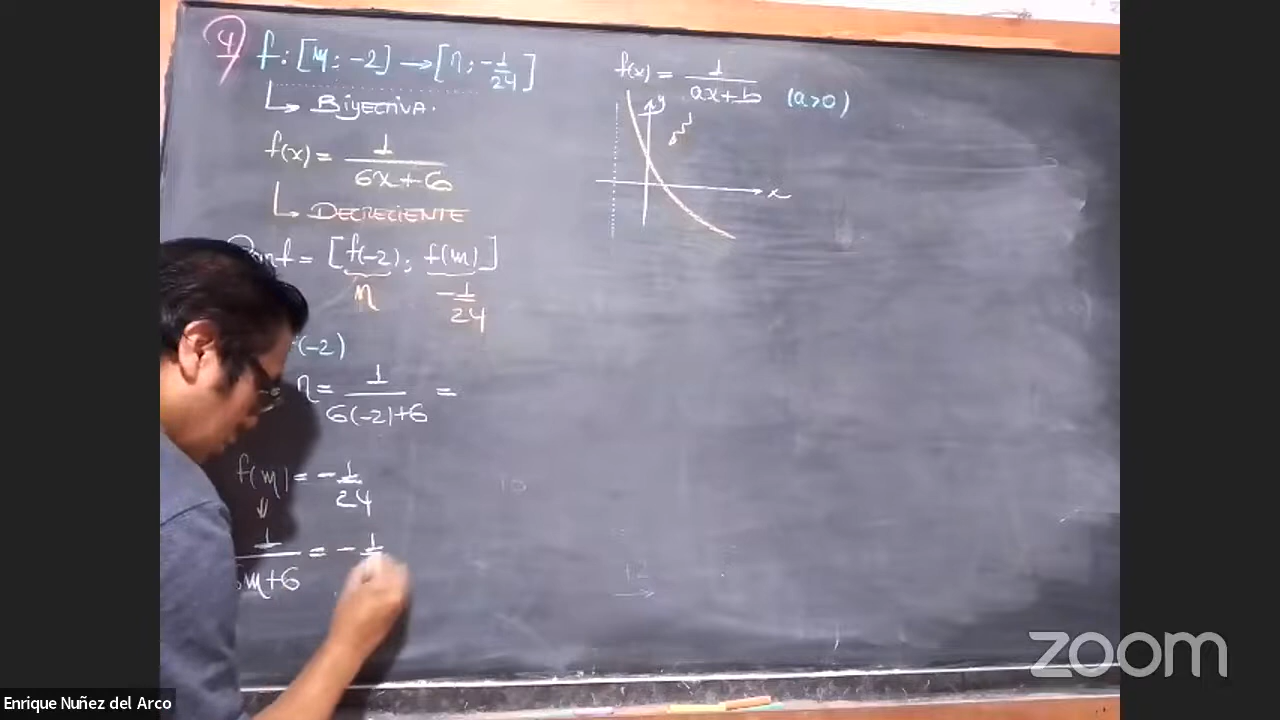 4
f: [m; -2] → [n; -1/24]
↳ BIYECTIVA.
f(x) = 1/(6x+6)
↳ DECRECIENTE
Ranf = [f(-2); f(m)]
n -1/24
(-2)
n = 1/(6(-2)+6) =
f(m) = -1/24
1/(6m+6) = -1
f(x) = 1/(ax+b) (a>0)
y
x
zoom
Enrique Nuñez del Arco